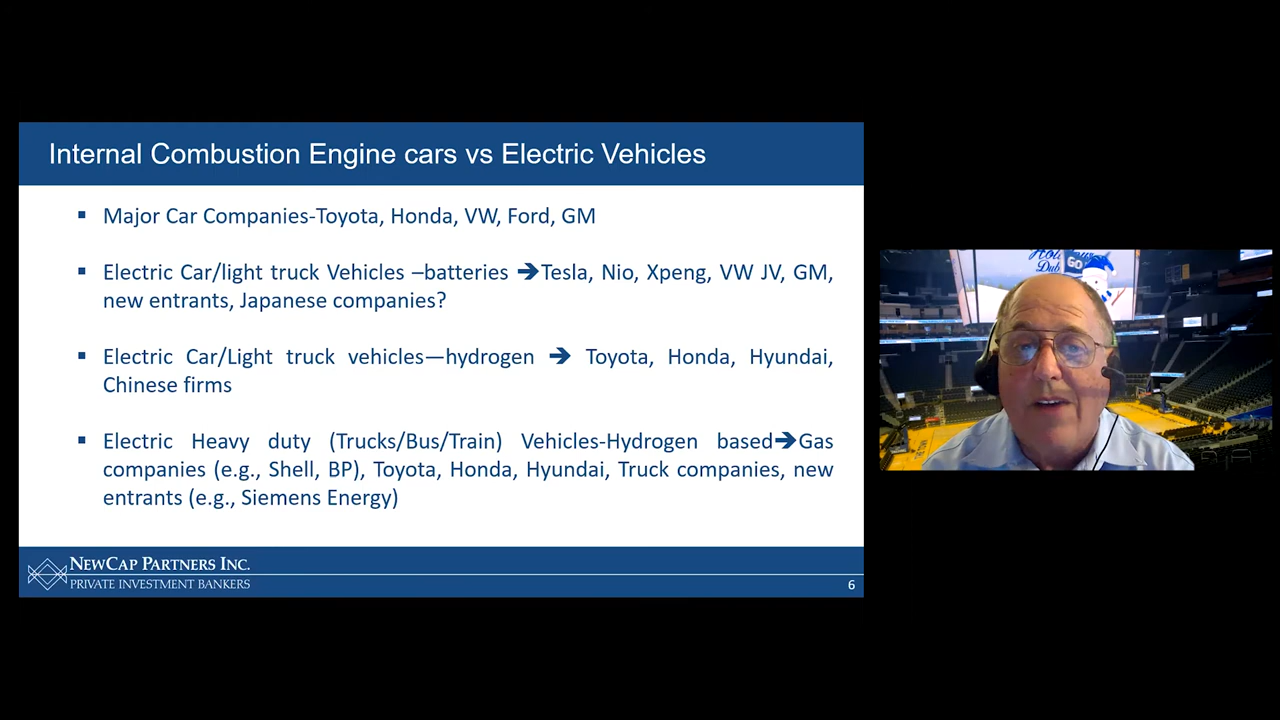 Internal Combustion Engine cars vs Electric Vehicles
▪ Major Car Companies-Toyota, Honda, VW, Ford, GM
▪ Electric Car/light truck Vehicles –batteries ➔Tesla, Nio, Xpeng, VW JV, GM,
new entrants, Japanese companies?
▪ Electric Car/Light truck vehicles—hydrogen ➔ Toyota, Honda, Hyundai,
Chinese firms
▪ Electric Heavy duty (Trucks/Bus/Train) Vehicles-Hydrogen based➔Gas
companies (e.g., Shell, BP), Toyota, Honda, Hyundai, Truck companies, new
entrants (e.g., Siemens Energy)
NEWCAP PARTNERS INC.
PRIVATE INVESTMENT BANKERS
6
GO
Dub